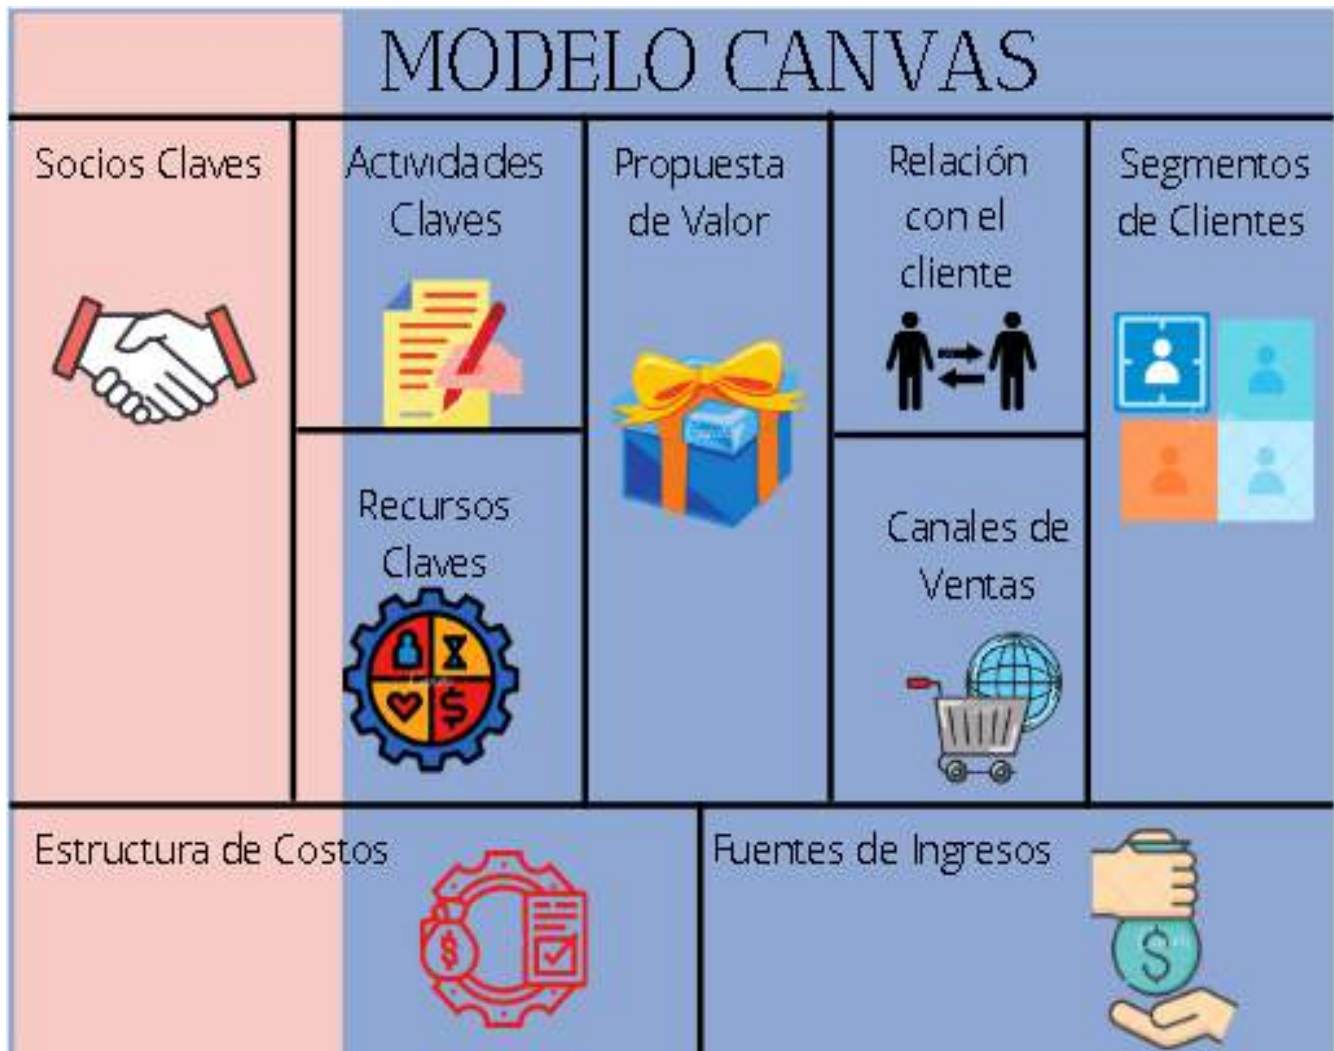 MODELO CANVAS
Socios Claves
Actividades
Claves
Propuesta
de Valor
Relación
con el
cliente
Segmentos
de Clientes
Recursos
Claves
Canales de
Ventas
Estructura de Costos
$
$
Fuentes de Ingresos
$